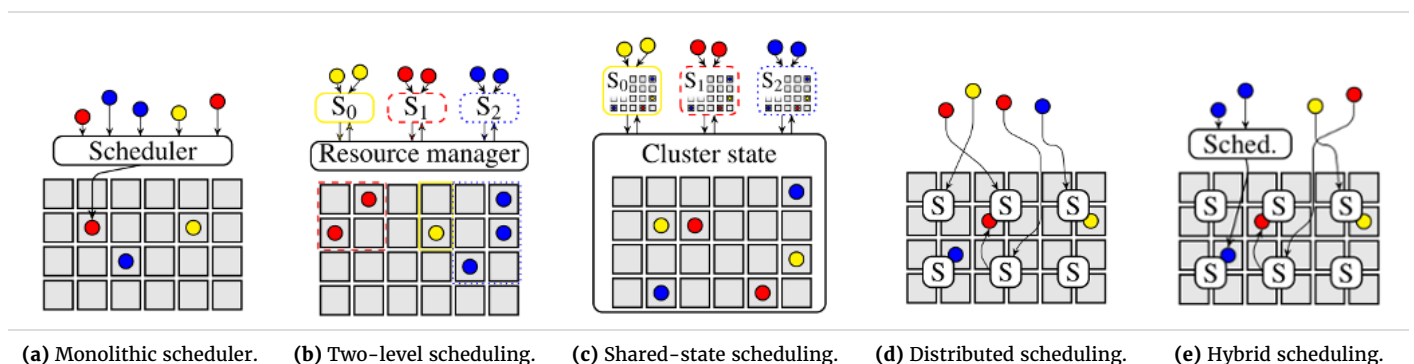 Scheduler
S0 S1 S2
Resource manager
S0 S1 S2
Cluster state
S S S
S S S
Sched.
S S S
S S S
(a) Monolithic scheduler. (b) Two-level scheduling. (c) Shared-state scheduling. (d) Distributed scheduling. (e) Hybrid scheduling.